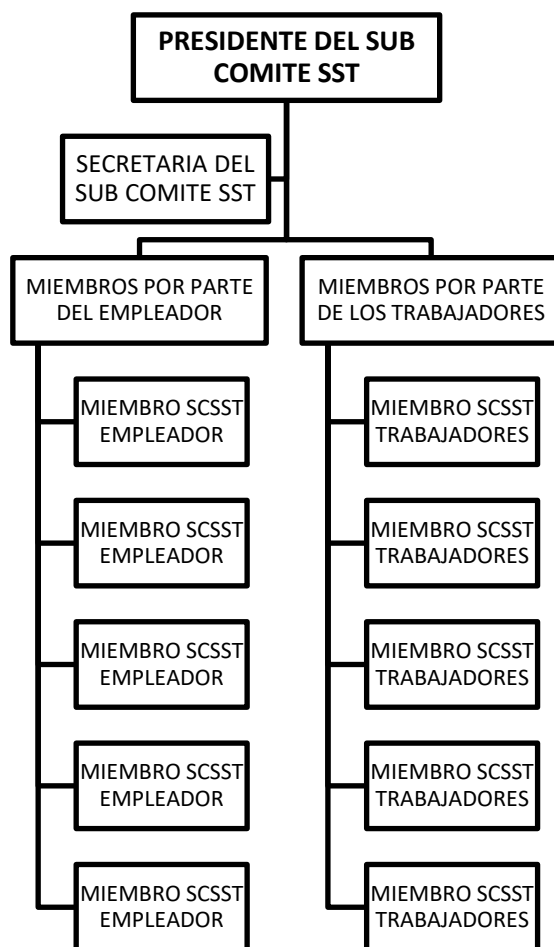 PRESIDENTE DEL SUB
COMITE SST
SECRETARIA DEL
SUB COMITE SST
MIEMBROS POR PARTE
DEL EMPLEADOR
MIEMBRO SCSST
EMPLEADOR
MIEMBRO SCSST
EMPLEADOR
MIEMBRO SCSST
EMPLEADOR
MIEMBRO SCSST
EMPLEADOR
MIEMBRO SCSST
EMPLEADOR
MIEMBROS POR PARTE
DE LOS TRABAJADORES
MIEMBRO SCSST
TRABAJADORES
MIEMBRO SCSST
TRABAJADORES
MIEMBRO SCSST
TRABAJADORES
MIEMBRO SCSST
TRABAJADORES
MIEMBRO SCSST
TRABAJADORES